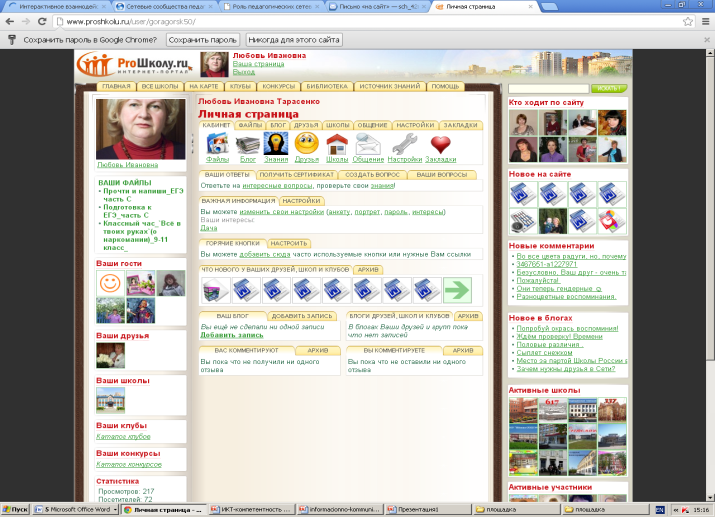 Интерактивное взаимодей
Сетевые сообщества педа
Роль педагогических сете
Письмо «на сайт» — sch_42
Личная страница
www.proshkolu.ru/user/goragorsk50/
Сохранить пароль в Google Chrome?
Сохранить пароль
Никогда для этого сайта
ПроШколу.ru
ИНТЕРНЕТ-ПОРТАЛ
Любовь Ивановна
Ваша страница
Выход
ГЛАВНАЯ ВСЕ ШКОЛЫ НА КАРТЕ КЛУБЫ КОНКУРСЫ БИБЛИОТЕКА ИСТОЧНИК ЗНАНИЙ ПОМОЩЬ
Любовь Ивановна
ВАШИ ФАЙЛЫ
• Прочти и напиши_ЕГЭ
часть С
• Подготовка к
ЕГЭ_часть С
• Классный час_"Все в
твоих руках"(о
наркомании)_9-11
класс_
Ваши гости
Ваши друзья
Ваши школы
Ваши клубы
Каталог клубов
Ваши конкурсы
Каталог конкурсов
Статистика
Просмотров: 217
Посетителей: 72
Любовь Ивановна Тарасенко
Личная страница
КАБИНЕТ ФАЙЛЫ БЛОГ ДРУЗЬЯ ШКОЛЫ ОБЩЕНИЕ НАСТРОЙКИ ЗАКЛАДКИ
Файлы Блог Знания Друзья Школы Общение Настройки Закладки
ВАШИ ОТВЕТЫ ПОЛУЧИТЬ СЕРТИФИКАТ СОЗДАТЬ ВОПРОС ВАШИ ВОПРОСЫ
Ответьте на интересные вопросы, проверьте свои знания!
ВАЖНАЯ ИНФОРМАЦИЯ НАСТРОЙКИ
Вы можете изменить свои настройки (анкету, портрет, пароль, интересы)
Ваши интересы:
Дача
ГОРЯЧИЕ КНОПКИ НАСТРОИТЬ
Вы можете добавить сюда часто используемые кнопки или нужные Вам ссылки
ЧТО НОВОГО У ВАШИХ ДРУЗЕЙ, ШКОЛ И КЛУБОВ АРХИВ
ВАШ БЛОГ ДОБАВИТЬ ЗАПИСЬ
Вы ещё не сделали ни одной записи
Добавить запись
БЛОГИ ДРУЗЕЙ, ШКОЛ И КЛУБОВ АРХИВ
В блогах Ваших друзей и групп пока
что нет записей
ВАС КОММЕНТИРУЮТ АРХИВ
Вы пока что не получили ни одного
отзыва
ВЫ КОММЕНТИРУЕТЕ АРХИВ
Вы пока что не оставили ни одного
отзыва
ИСКАТЬ
Кто ходит по сайту
Новое на сайте
Новые комментарии
• Во все цвета радуги, но, почему
• 3467651-a1227971
• Безусловно, Ваш друг - очень та
• Пожалуйста!
• Они теперь гендерные ☺
• Разноцветные воспоминания.
Новое в блогах
• Попробуй окрась воспоминия!
• Ждём проверку! Времени
• Половые различия .
• Сыплет снежком
• Место за партой Школы России в
• Зачем нужны друзья в Сети?
Активные школы
617
337
Активные участники
Пуск
5 Microsoft Office Word
Личная страница - ...
ИКТ-компетентность ...
informacionno-kommuni...
Презентация1
площадка
площадка
EN
15:16